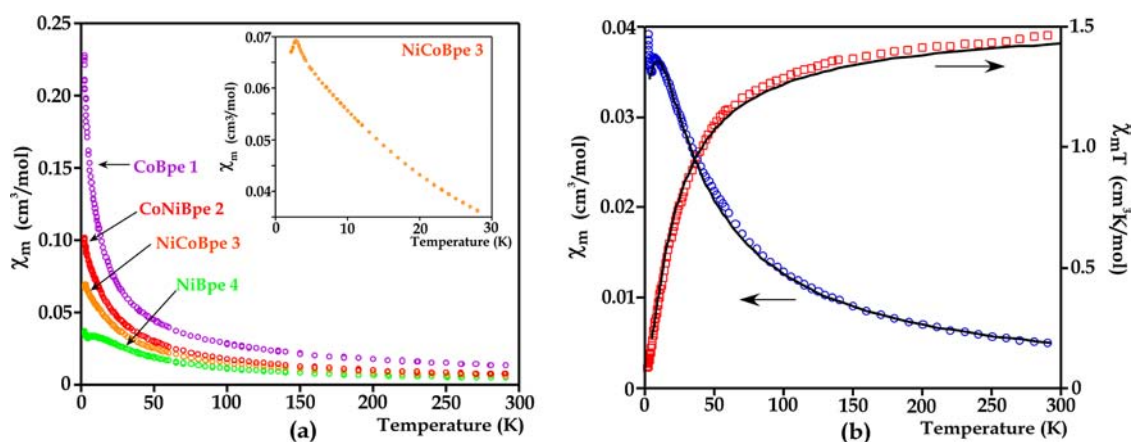 0.25
0.20
0.15
0.10
0.05
0
χm (cm³/mol)
0 50 100 150 200 250 300
Temperature (K)
(a)
CoBpe 1
CoNiBpe 2
NiCoBpe 3
NiBpe 4
0.07
0.06
0.05
0.04
χm (cm3/mol)
NiCoBpe 3
0 10 20 30
Temperature (K)
0.04
0.03
0.02
0.01
0
χm (cm³/mol)
0 50 100 150 200 250 300
Temperature (K)
(b)
1.5
1.0
0.5
0
χmT (cm³K/mol)